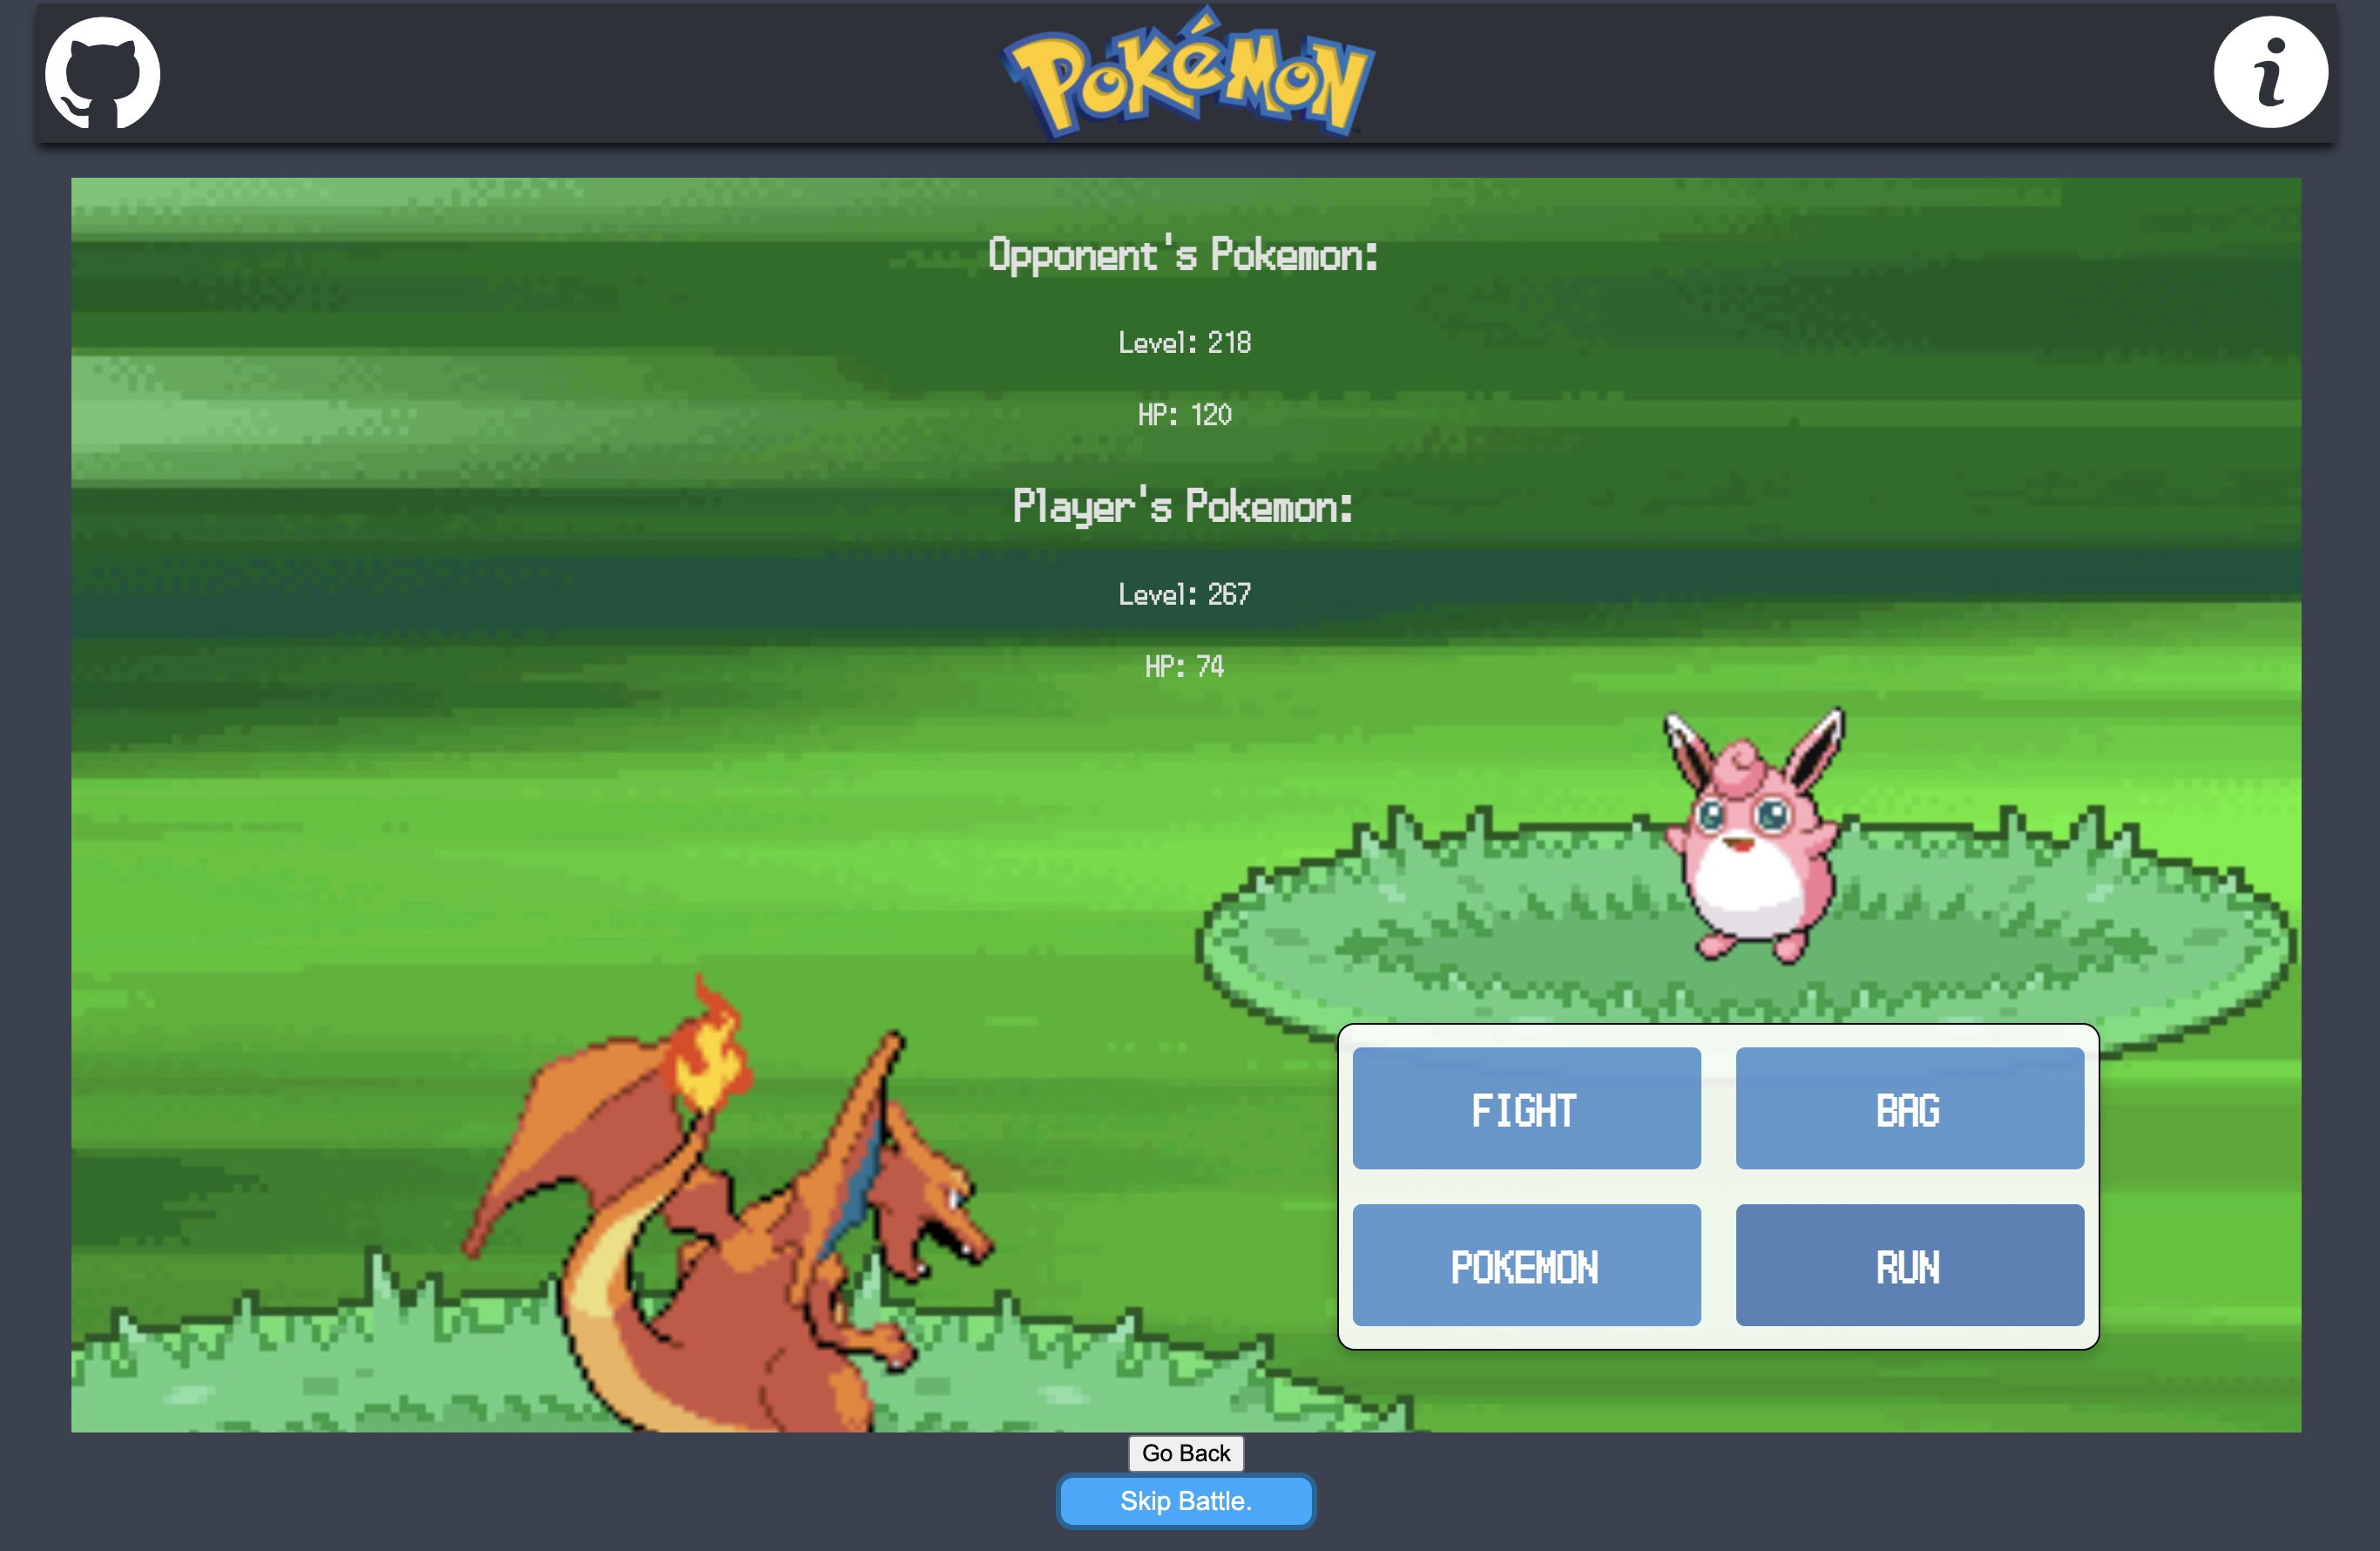 Pokémon
i
Opponent's Pokemon:
Level: 218
HP: 120
Player's Pokemon:
Level: 267
HP: 74
FIGHT
BAG
POKEMON
RUN
Go Back
Skip Battle.